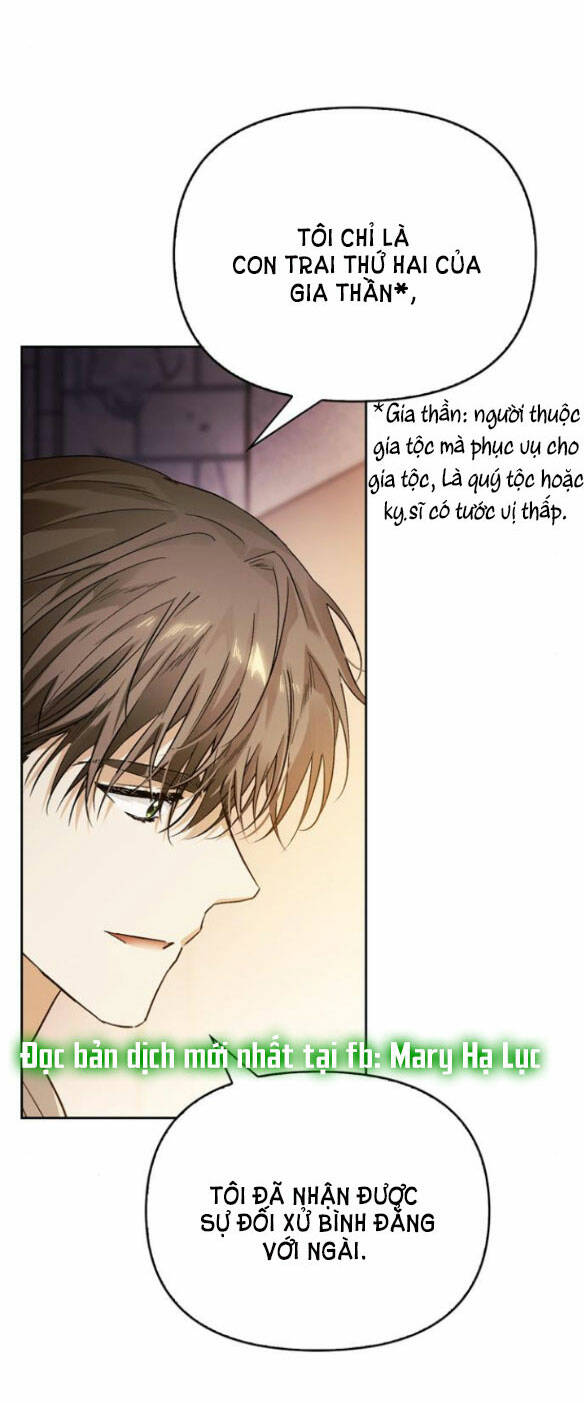 TÔI CHỈ LÀ
CON TRAI THỨ HAI CỦA
GIA THẦN*,
*Gia thần: người thuộc
gia tộc mà phục vụ cho
gia tộc, Là quý tộc hoặc
kỵ sĩ có tước vị thấp.
Đọc bản dịch mới nhất tại fb: Mary Hạ Lục
TÔI ĐÃ NHẬN ĐƯỢC
SỰ ĐỐI XỬ BÌNH ĐẲNG
VỚI NGÀI.